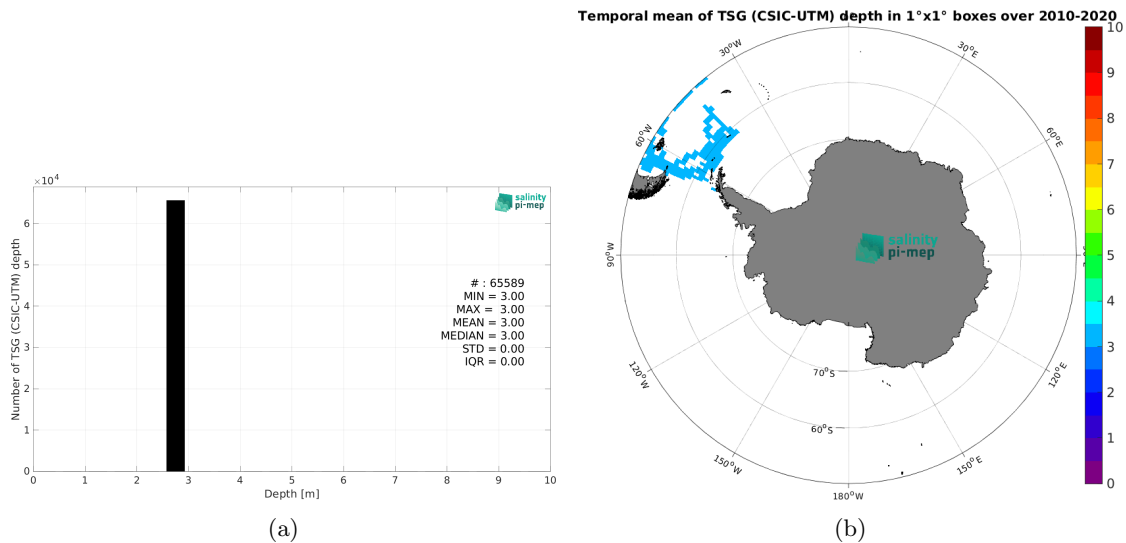 Temporal mean of TSG (CSIC-UTM) depth in 1°x1° boxes over 2010-2020
×10⁴
6
5
4
3
2
1
0
Number of TSG (CSIC-UTM) depth
salinity
pi-mep
# : 65589
MIN = 3.00
MAX = 3.00
MEAN = 3.00
MEDIAN = 3.00
STD = 0.00
IQR = 0.00
0 1 2 3 4 5 6 7 8 9 10
Depth [m]
(a)
0°
30°W
30°E
60°W
60°E
90°W
120°W
120°E
150°W
150°E
180°W
70°S
60°S
salinity
pi-mep
10
9
8
7
6
5
4
3
2
1
0
(b)